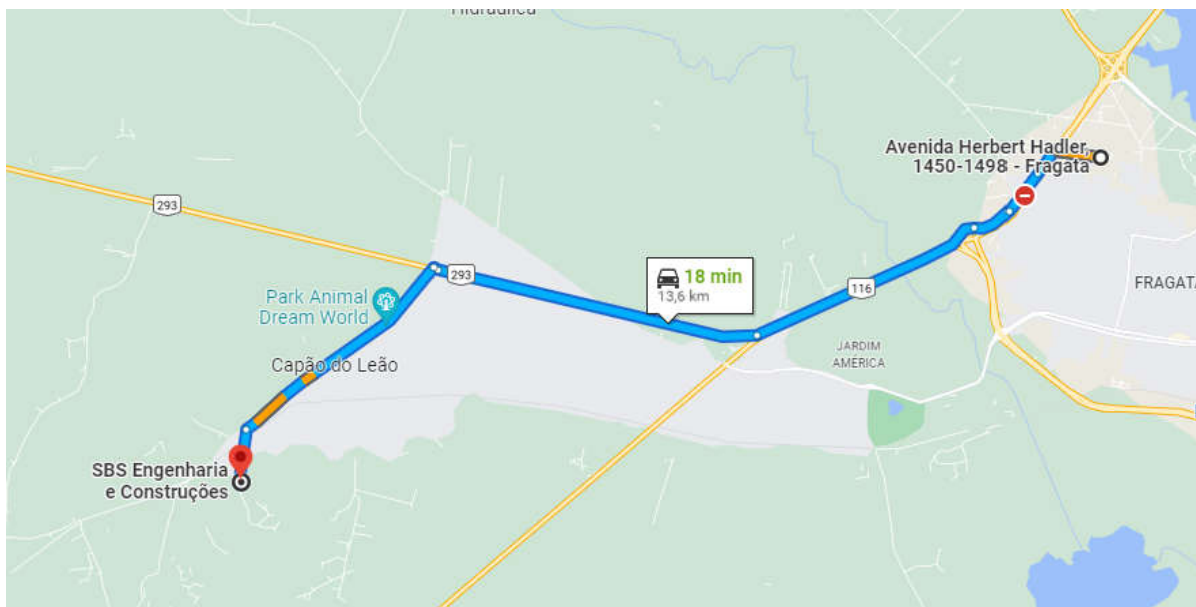 Hidráulica
Avenida Herbert Hadler,
1450-1498 - Fragata
293
293
18 min
13,6 km
116
FRAGATA
Park Animal
Dream World
Capão do Leão
JARDIM
AMÉRICA
SBS Engenharia
e Construções